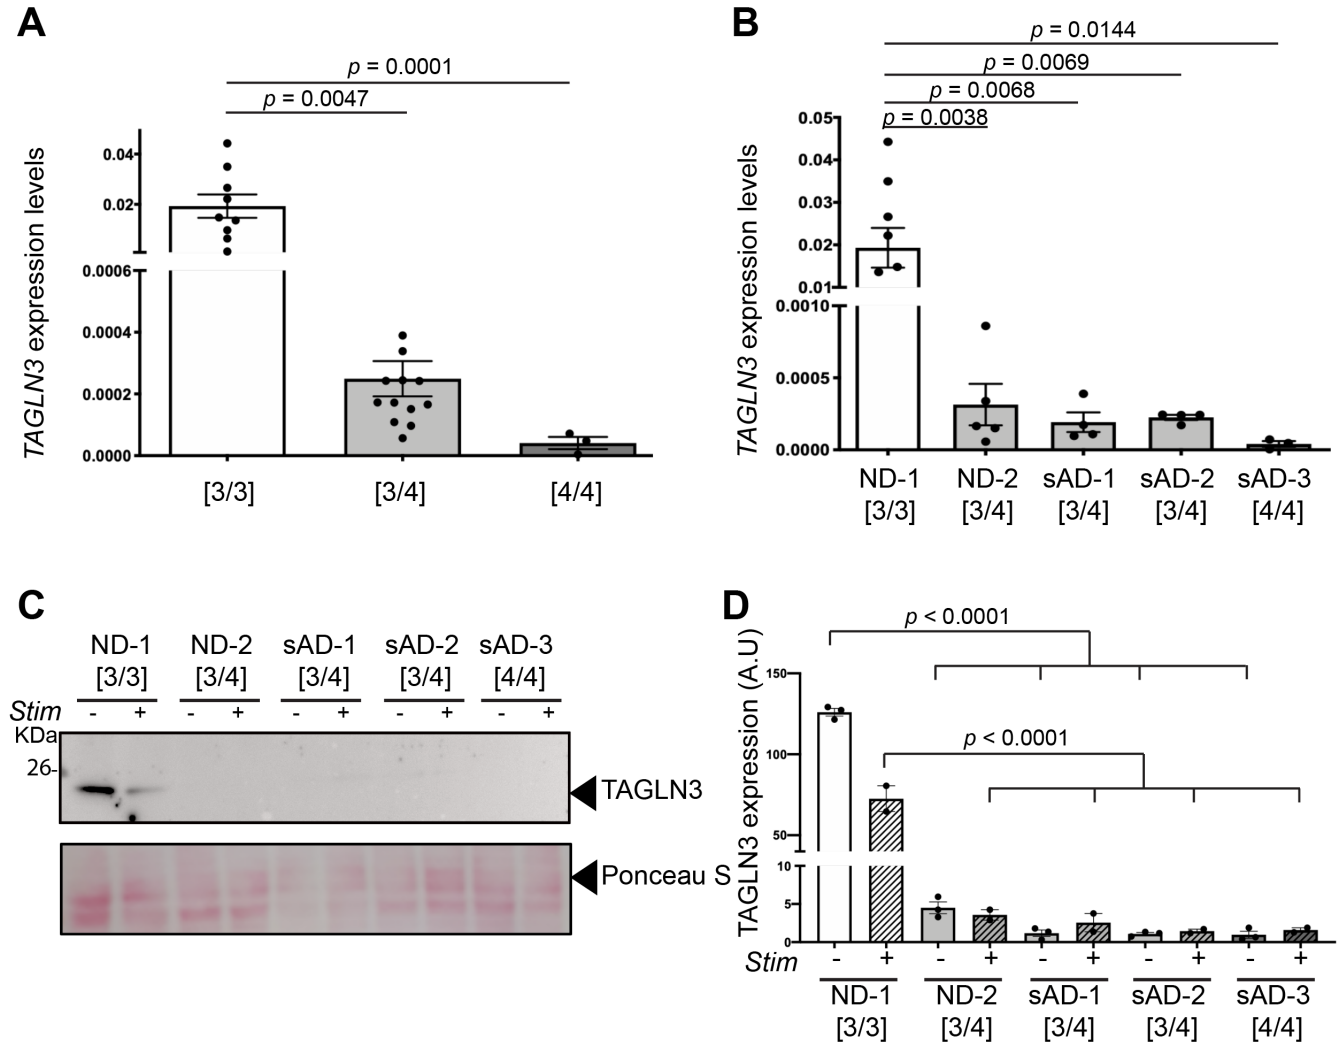 A
p = 0.0001
p = 0.0047
TAGLN3 expression levels
0.04
0.02
0.0006
0.0004
0.0002
0.0000
[3/3]
[3/4]
[4/4]
B
p = 0.0144
p = 0.0069
p = 0.0068
p = 0.0038
TAGLN3 expression levels
0.05
0.04
0.03
0.02
0.01
0.0010
0.0005
0.0000
ND-1 ND-2 sAD-1 sAD-2 sAD-3
[3/3] [3/4] [3/4] [3/4] [4/4]
C
ND-1 ND-2 sAD-1 sAD-2 sAD-3
[3/3] [3/4] [3/4] [3/4] [4/4]
Stim - + - + - + - + - +
KDa
26-
TAGLN3
Ponceau S
D
p < 0.0001
p < 0.0001
TAGLN3 expression (A.U)
150
100
50
10
5
0
Stim - + - + - + - + - +
ND-1 ND-2 sAD-1 sAD-2 sAD-3
[3/3] [3/4] [3/4] [3/4] [4/4]